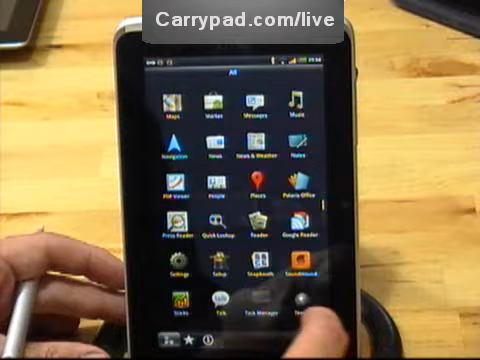 Carrypad.com/live
All
Maps Market Messages Music
Navigation News News & Weather Notes
PDF Viewer People Places Polaris Office
Press Reader Quick Lookup Reader Google Reader
Settings Setup Snapbooth SoundHound
Stocks Talk Task Manager